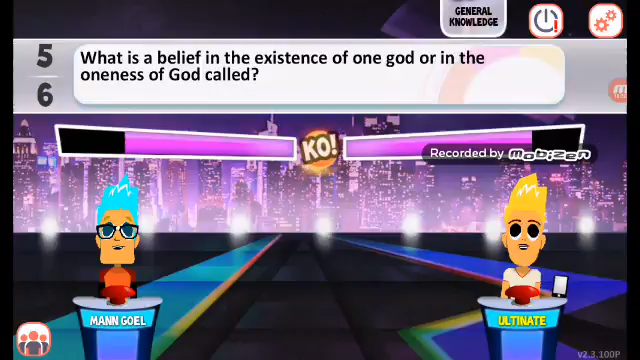 GENERAL
KNOWLEDGE
5
6
What is a belief in the existence of one god or in the
oneness of God called?
KO!
Recorded by mobizen
MANN GOEL
ULTINATE
v2.3.100P